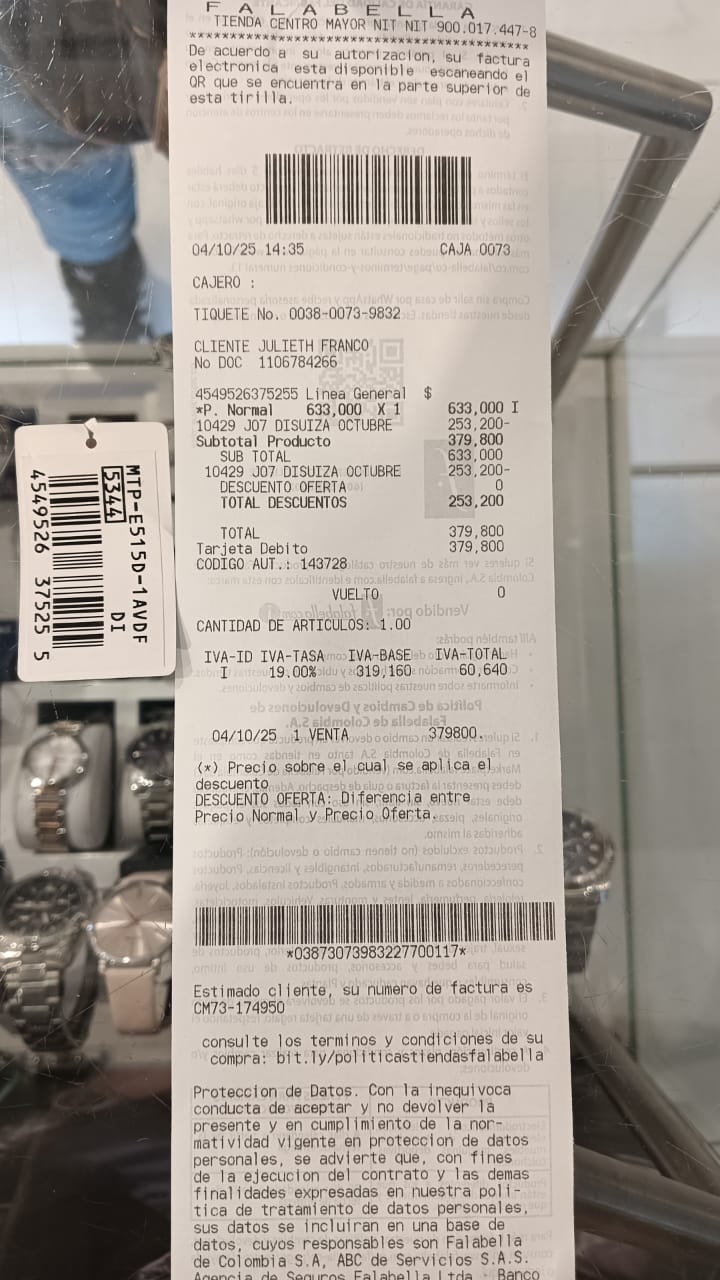 FALABELLA
TIENDA CENTRO MAYOR NIT NIT 900.017.447-8
*****************************************
De acuerdo a su autorizacion, su factura
electronica esta disponible escaneando el
QR que se encuentra en la parte superior de
esta tirilla.
04/10/25 14:35 CAJA 0073
CAJERO :
TIQUETE No. 0038-0073-9832
CLIENTE JULIETH FRANCO
No DOC 1106784266
4549526375255 Linea General $
*P. Normal 633,000 X 1 633,000 I
10429 J07 DISUIZA OCTUBRE 253,200-
Subtotal Producto 379,800
SUB TOTAL 633,000
10429 J07 DISUIZA OCTUBRE 253,200-
DESCUENTO OFERTA 0
TOTAL DESCUENTOS 253,200
TOTAL 379,800
Tarjeta Debito 379,800
CODIGO AUT.: 143728
VUELTO 0
CANTIDAD DE ARTICULOS: 1.00
IVA-ID IVA-TASA IVA-BASE IVA-TOTAL
I 19.00% 319,160 60,640
04/10/25 1 VENTA 379800.
(*) Precio sobre el cual se aplica el
descuento
DESCUENTO OFERTA: Diferencia entre
Precio Normal y Precio Oferta.
*03873073983227700117*
Estimado cliente, su numero de factura es
CM73-174950
consulte los terminos y condiciones de su
compra: bit.ly/politicastiendasfalabella
Proteccion de Datos. Con la inequivoca
conducta de aceptar y no devolver la
presente y en cumplimiento de la nor-
matividad vigente en proteccion de datos
personales, se advierte que, con fines
de la ejecucion del contrato y las demas
finalidades expresadas en nuestra poli-
tica de tratamiento de datos personales,
sus datos se incluiran en una base de
datos, cuyos responsables son Falabella
de Colombia S.A, ABC de Servicios S.A.S.
Agencia de Seguros Falabella Ltda - Banco
MTP-E515D-1AVDF
5344 DI
4549526 37525 5